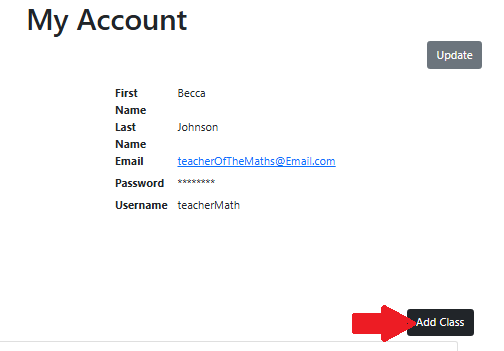 My Account
Update
First Becca
Name
Last Johnson
Name
Email teacherOfTheMaths@Email.com
Password ********
Username teacherMath
Add Class